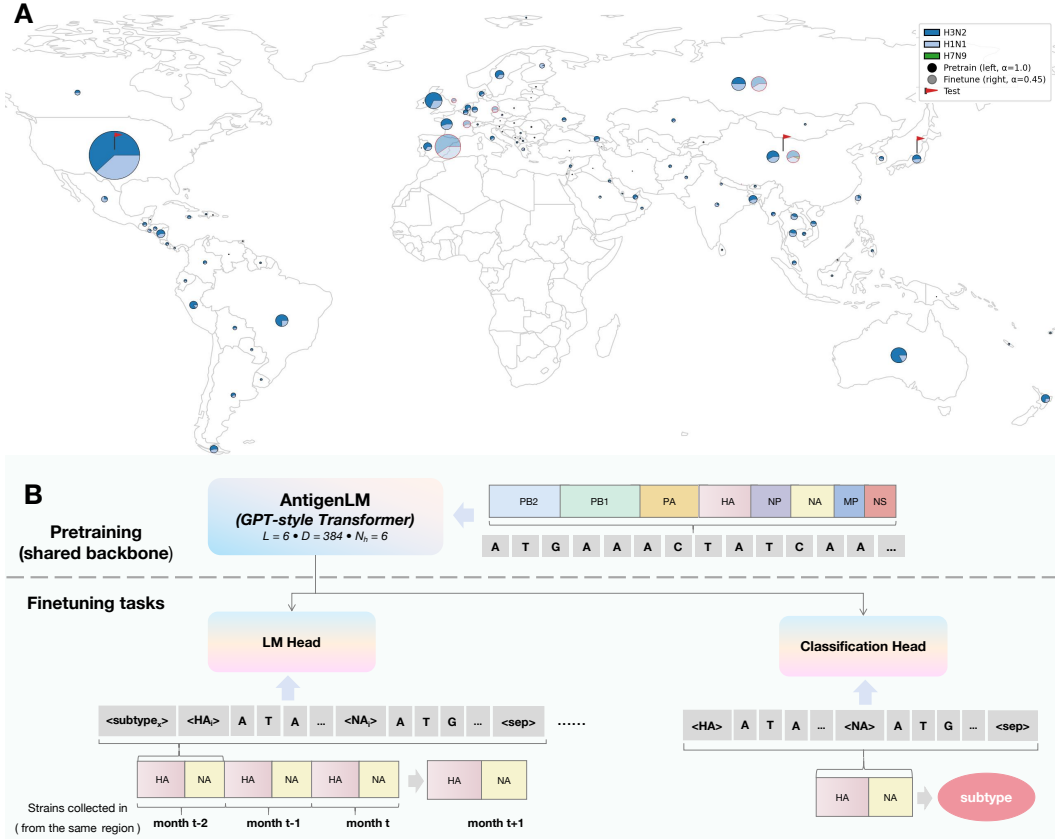 A
H3N2
H1N1
H7N9
Pretrain (left, α=1.0)
Finetune (right, α=0.45)
Test
B
Pretraining
(shared backbone)
AntigenLM
(GPT-style Transformer)
L = 6 • D = 384 • Nₕ = 6
PB2 PB1 PA HA NP NA MP NS
A T G A A A C T A T C A A ...
Finetuning tasks
LM Head
Classification Head
<subtypeₓ> <HAᵢ> A T A ... <NAᵢ> A T G ... <sep> ......
<HA> A T A ... <NA> A T G ... <sep>
HA NA HA NA HA NA HA NA
HA NA subtype
Strains collected in
( from the same region )
month t-2 month t-1 month t month t+1